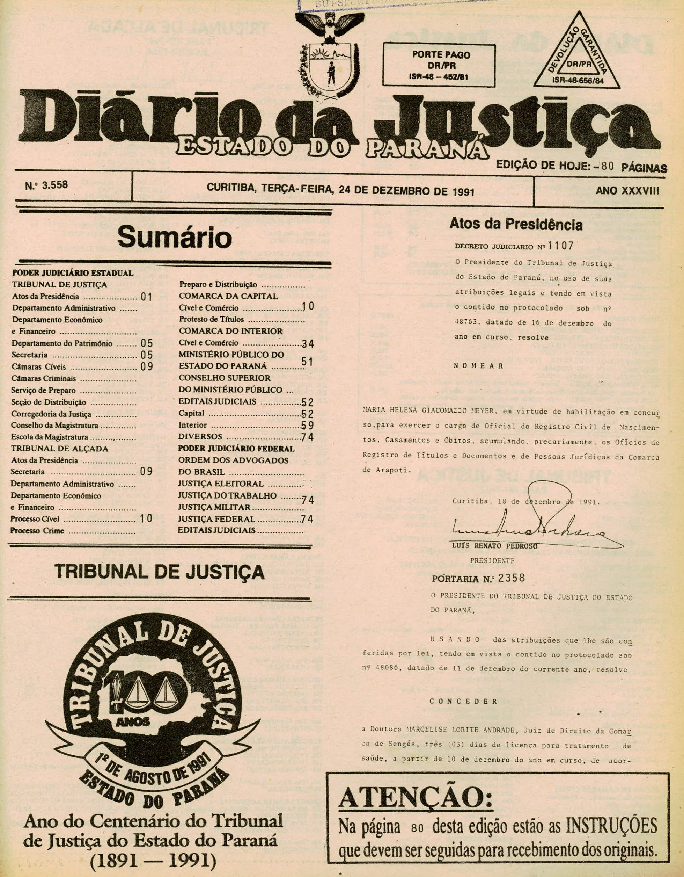 PORTE PAGO
DR/PR
ISR-48 - 452/81
DEVOLUÇÃO GARANTIDA
DR/PR
ISR-48-656/84
Diário da Justiça
ESTADO DO PARANÁ
EDIÇÃO DE HOJE: -80 PÁGINAS
N.º 3.558
CURITIBA, TERÇA-FEIRA, 24 DE DEZEMBRO DE 1991
ANO XXXVIII
Sumário
PODER JUDICIÁRIO ESTADUAL
TRIBUNAL DE JUSTIÇA
Atos da Presidência ...................... 01
Departamento Administrativo .......
Departamento Econômico
e Financeiro ..............................
Departamento do Patrimônio ....... 05
Secretaria ................................. 05
Câmaras Cíveis ......................... 09
Câmaras Criminais .....................
Serviço de Preparo .....................
Seção de Distribuição ..................
Corregedoria da Justiça ...............
Conselho da Magistratura ............
Escola da Magistratura ................
TRIBUNAL DE ALÇADA
Atos da Presidência ....................
Secretaria ................................. 09
Departamento Administrativo .......
Departamento Econômico
e Financeiro ..............................
Processo Cível ........................... 10
Processo Crime ..........................
Preparo e Distribuição .................
COMARCA DA CAPITAL
Cível e Comércio ........................ 10
Protesto de Títulos ......................
COMARCA DO INTERIOR
Cível e Comércio ........................ 34
MINISTÉRIO PÚBLICO DO
ESTADO DO PARANÁ ............... 51
CONSELHO SUPERIOR
DO MINISTÉRIO PÚBLICO ...
EDITAIS JUDICIAIS .................. 52
Capital ...................................... 52
Interior ...................................... 59
DIVERSOS ................................ 74
PODER JUDICIÁRIO FEDERAL
ORDEM DOS ADVOGADOS
DO BRASIL ...............................
JUSTIÇA ELEITORAL ...............
JUSTIÇA DO TRABALHO ......... 74
JUSTIÇA MILITAR ...................
JUSTIÇA FEDERAL .................. 74
EDITAIS JUDICIAIS ..................
TRIBUNAL DE JUSTIÇA
TRIBUNAL DE JUSTIÇA
100
ANOS
1º DE AGOSTO DE 1991
ESTADO DO PARANÁ
Ano do Centenário do Tribunal
de Justiça do Estado do Paraná
(1891 — 1991)
Atos da Presidência
DECRETO JUDICIÁRIO Nº 1107
O Presidente do Tribunal de Justiça
do Estado do Paraná, no uso de suas
atribuições legais e tendo em vista
o contido no protocolado sob nº
48763, datado de 16 de dezembro do
ano em curso, resolve
N O M E A R
MARIA HELENA GIACOMAZZO MEYER, em virtude de habilitação em concur
so,para exercer o cargo de Oficial do Registro Civil de Nascimen-
tos, Casamentos e Óbitos, acumulando, precariamente, os Ofícios de
Registro de Títulos e Documentos e de Pessoas Jurídicas da Comarca
de Arapoti.
Curitiba, 18 de dezembro de 1991.
LUIS RENATO PEDROSO
PRESIDENTE
PORTARIA N.º 2358
O PRESIDENTE DO TRIBUNAL DE JUSTIÇA DO ESTADO
DO PARANÁ,
U S A N D O das atribuições que lhe são con
feridas por lei, tendo em vista o contido no protocolado sob
nº 48086, datado de 11 de dezembro do corrente ano, resolve
C O N C E D E R
a Doutora MARCELISE LORITE ANDRADE, Juiz de Direito da Comar
ca de Sengés, três (03) dias de licença para tratamento de
saúde, a partir de 10 de dezembro do ano em curso, de acor-
ATENÇÃO:
Na página 80 desta edição estão as INSTRUÇÕES
que devem ser seguidas para recebimento dos originais.